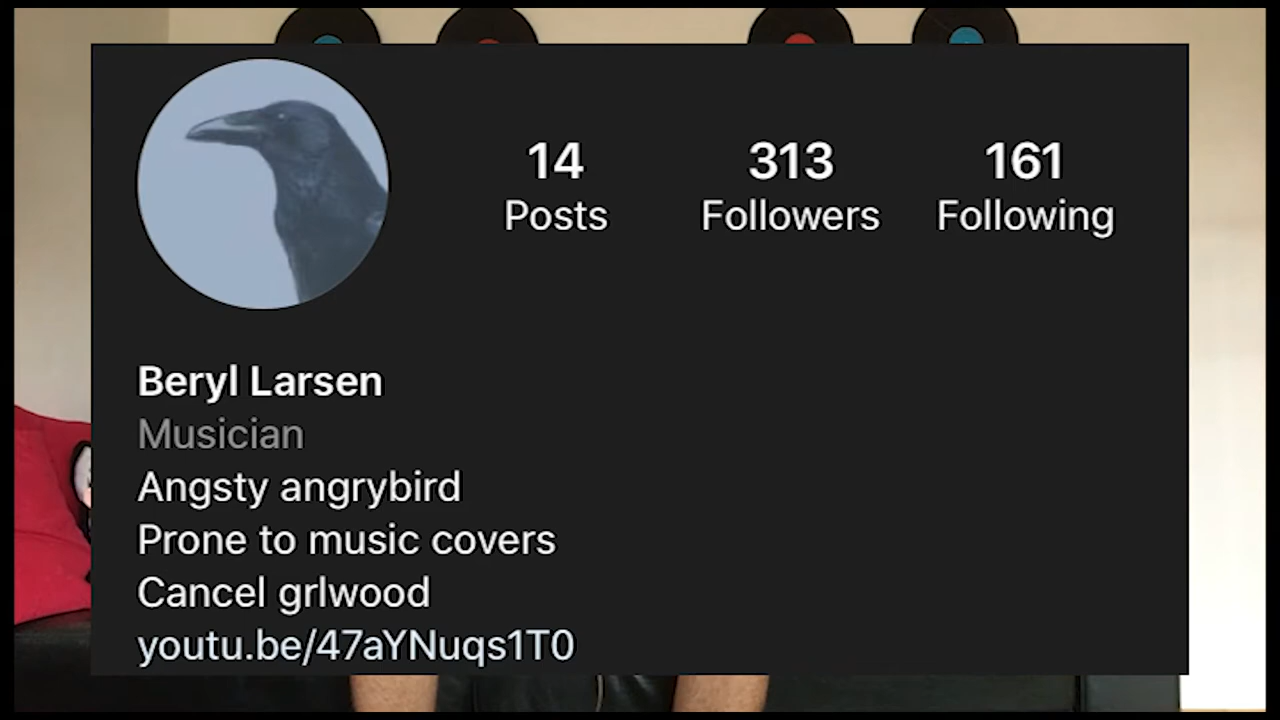 14
313
161
Posts
Followers
Following
Beryl Larsen
Musician
Angsty angrybird
Prone to music covers
Cancel grlwood
youtu.be/47aYNuqs1T0